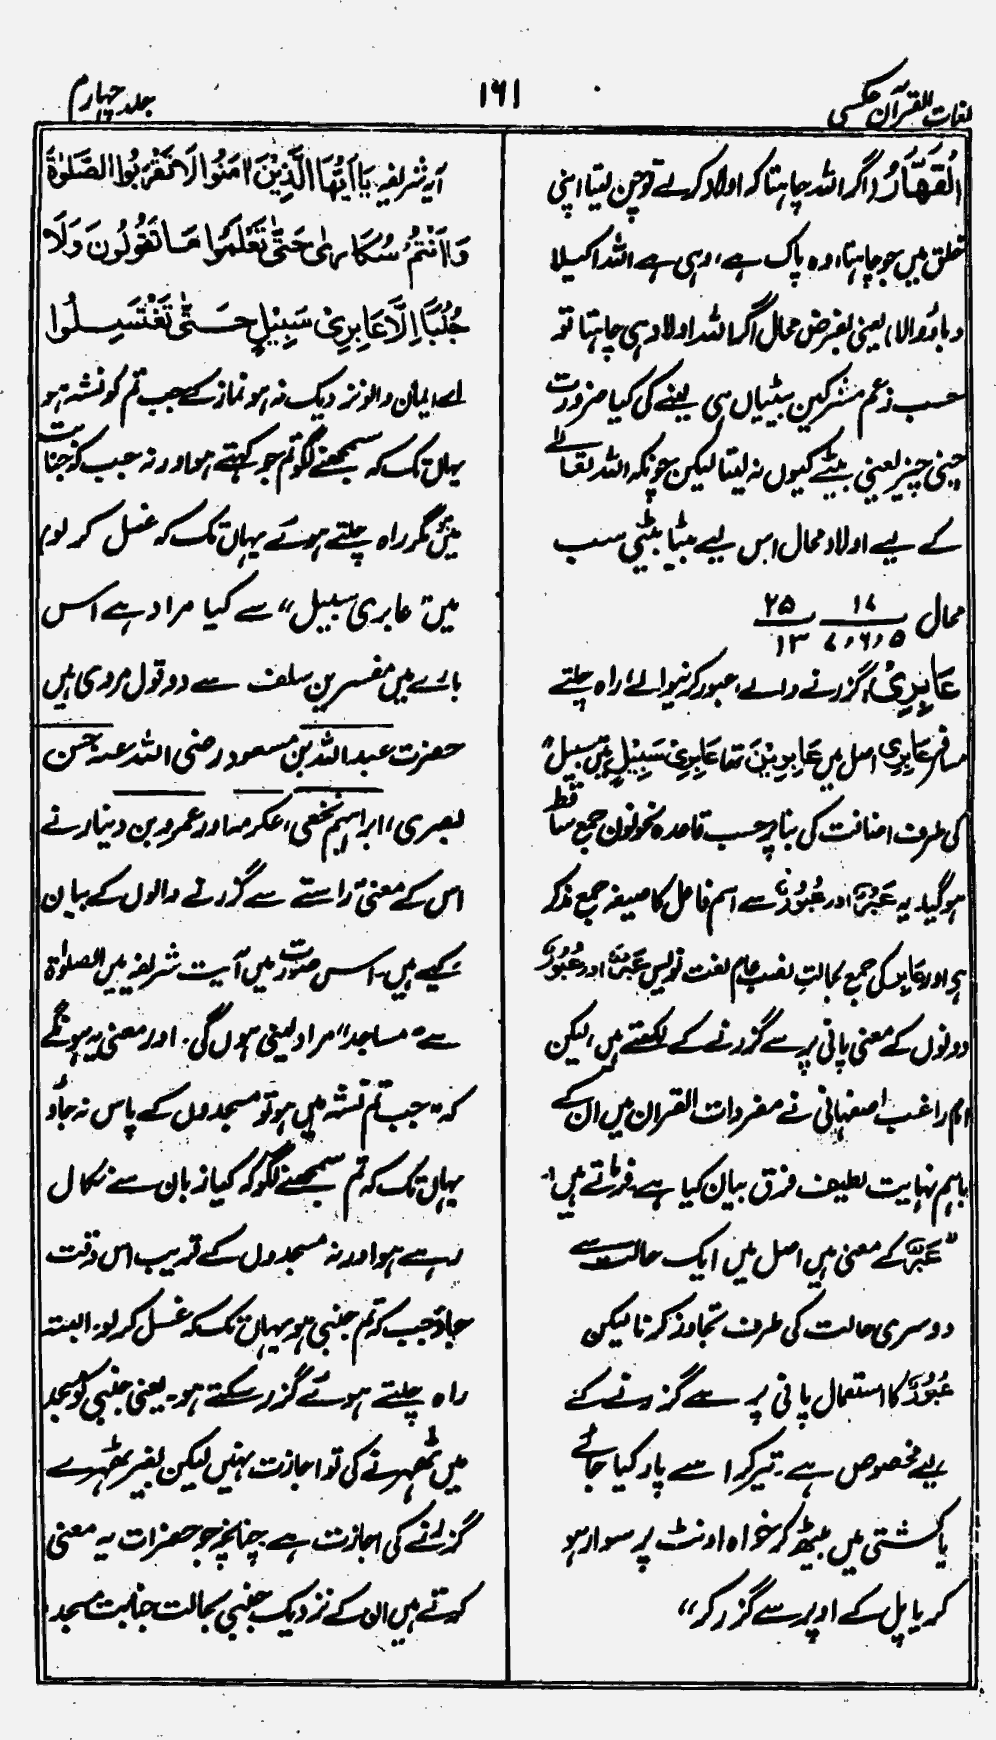 لغات القرآن عکسی
۱۶۱
جلد چہارم
الْقَهَّارُ (اگر اللہ چاہتا کہ اولاد کرلے تو چن لیتا اپنی
خلق میں جو چاہتا، وہ پاک ہے، وہی ہے اللہ اکیلا
دباؤ والا) یعنی بفرض محال اگر اللہ اولاد ہی چاہتا تو
حسب زعم مشرکین بیٹیاں ہی لینے کی کیا ضرورت
چنی چیز یعنی بیٹے کیوں نہ لیتا لیکن چونکہ اللہ تعالٰے
کے لیے اولاد محال اس لیے بیٹا بیٹی سب
محال ۱۷ ۲۵
۵، ۶، ۷ ۱۳
عَابِرِیْ، گزرنے والے، عبور کرنیوالے، راہ چلتے
مسافر عَابِرِی اصل میں عَابِرِیْنَ تھا عَابِرِیْ سَبِیْلٍ میں سبیل
کی طرف اضافت کی بنا پر حسب قاعدہ نحو نون جمع ساقط
ہوگیا۔ یہ عَبْرٌ اور عُبُوْرٌ سے اسم فاعل کا صیغہ جمع مذکر
ہے اور عابر کی جمع بحالتِ نصب عام لغت نویس عَبْرٌ اور عُبُوْرٌ
دونوں کے معنی پانی پر سے گزرنے کے لکھتے ہیں، لیکن
امام راغب اصفہانی نے مفردات القرآن میں ان کے
باہم نہایت لطیف فرق بیان کیا ہے۔ فرماتے ہیں:۔
”عَبْرٌ کے معنی ہیں اصل میں ایک حالت سے
دوسری حالت کی طرف تجاوز کرنا لیکن
عُبُوْرٌ کا استعمال پانی پر سے گزرنے کے
لیے مخصوص ہے۔ تیر کر اسے پار کیا جائے
یا کشتی میں بیٹھ کر خواہ اونٹ پر سوار ہو
کر یا پل کے اوپر سے گزر کر“
آیہ شریفہ یَا اَیُّهَا الَّذِیْنَ اٰمَنُوا لَا تَقْرَبُوا الصَّلٰوةَ
وَاَنْتُمْ سُكَارٰی حَتّٰی تَعْلَمُوا مَا تَقُولُونَ وَلَا
جُنُبًا اِلَّا عَابِرِیْ سَبِیْلٍ حَتّٰی تَغْتَسِلُوا
اے ایمان والو نزدیک نہ ہو نماز کے جب تم کو نشہ ہو
یہاں تک کہ سمجھنے لگو تم جو کہتے ہو اور نہ جب کہ جنابت
میں ہو مگر راہ چلتے ہوئے یہاں تک کہ غسل کر لو)
میں ”عابری سبیل“ سے کیا مراد ہے اس
بارے میں مفسرین سلف سے دو قول مروی ہیں
حضرت عبداللہ بن مسعود رضی اللہ عنہ حسن
بصری، ابراہیم نخعی، عکرمہ اور عمرو بن دینار نے
اس کے معنی راستے سے گزرنے والوں کے بیان
کیے ہیں۔ اس صورت میں آیت شریفہ میں الصلوٰۃ
سے ”مساجد“ مراد لینی ہوں گی۔ اور معنی یہ ہونگے
کہ ”جب تم نشہ میں ہو تو مسجدوں کے پاس نہ جاؤ
یہاں تک کہ تم سمجھنے لگو کہ کیا زبان سے نکال
رہے ہو اور نہ مسجدوں کے قریب اس وقت
جاؤ جب کہ تم جنبی ہو یہاں تک کہ غسل کر لو۔ البتہ
راہ چلتے ہوئے گزر سکتے ہو۔ یعنی جنبی کو مسجد
میں ٹھہرنے کی تو اجازت نہیں لیکن بغیر ٹھہرے
گزرنے کی اجازت ہے۔ چنانچہ جو حضرات یہ معنی
کرتے ہیں ان کے نزدیک جنبی بحالت جنابت مسجد